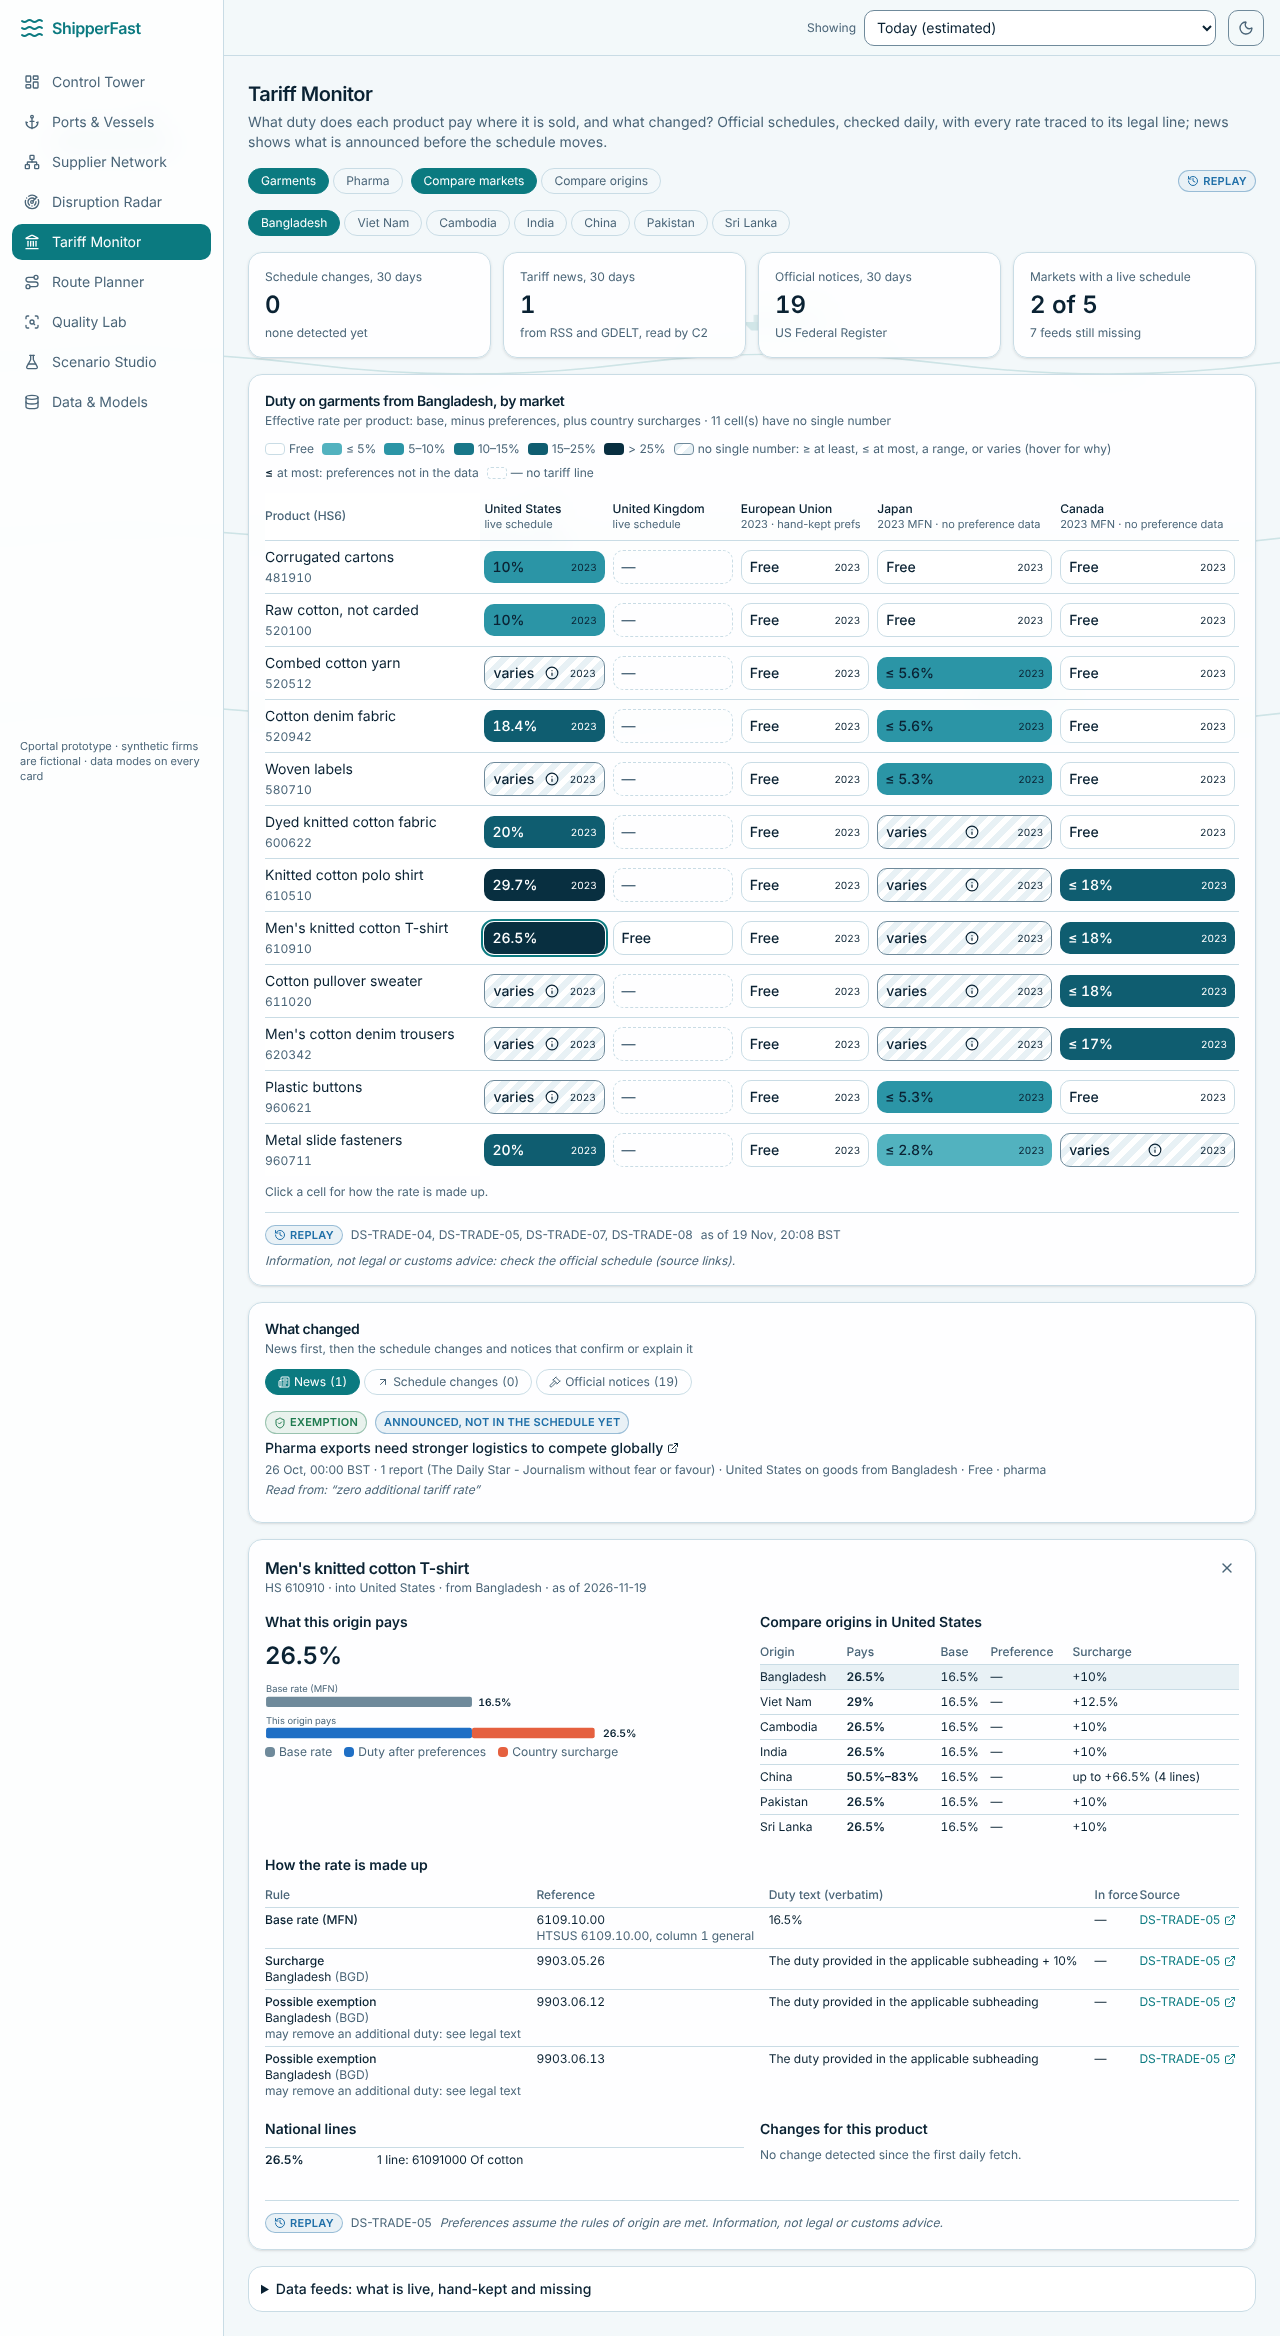 ShipperFast
Showing
Today (estimated)
Control Tower
Ports & Vessels
Supplier Network
Disruption Radar
Tariff Monitor
Route Planner
Quality Lab
Scenario Studio
Data & Models
Cportal prototype · synthetic firms
are fictional · data modes on every
card
Tariff Monitor
What duty does each product pay where it is sold, and what changed? Official schedules, checked daily, with every rate traced to its legal line; news
shows what is announced before the schedule moves.
Garments Pharma Compare markets Compare origins REPLAY
Bangladesh Viet Nam Cambodia India China Pakistan Sri Lanka
Schedule changes, 30 days
0
none detected yet
Tariff news, 30 days
1
from RSS and GDELT, read by C2
Official notices, 30 days
19
US Federal Register
Markets with a live schedule
2 of 5
7 feeds still missing
Duty on garments from Bangladesh, by market
Effective rate per product: base, minus preferences, plus country surcharges · 11 cell(s) have no single number
Free ≤ 5% 5–10% 10–15% 15–25% > 25% no single number: ≥ at least, ≤ at most, a range, or varies (hover for why)
≤ at most: preferences not in the data — no tariff line
Product (HS6)
United States
live schedule
United Kingdom
live schedule
European Union
2023 · hand-kept prefs
Japan
2023 MFN · no preference data
Canada
2023 MFN · no preference data
Corrugated cartons
481910
10% 2023 — Free 2023 Free 2023 Free 2023
Raw cotton, not carded
520100
10% 2023 — Free 2023 Free 2023 Free 2023
Combed cotton yarn
520512
varies 2023 — Free 2023 ≤ 5.6% 2023 Free 2023
Cotton denim fabric
520942
18.4% 2023 — Free 2023 ≤ 5.6% 2023 Free 2023
Woven labels
580710
varies 2023 — Free 2023 ≤ 5.3% 2023 Free 2023
Dyed knitted cotton fabric
600622
20% 2023 — Free 2023 varies 2023 Free 2023
Knitted cotton polo shirt
610510
29.7% 2023 — Free 2023 varies 2023 ≤ 18% 2023
Men's knitted cotton T-shirt
610910
26.5% Free Free 2023 varies 2023 ≤ 18% 2023
Cotton pullover sweater
611020
varies 2023 — Free 2023 varies 2023 ≤ 18% 2023
Men's cotton denim trousers
620342
varies 2023 — Free 2023 varies 2023 ≤ 17% 2023
Plastic buttons
960621
varies 2023 — Free 2023 ≤ 5.3% 2023 Free 2023
Metal slide fasteners
960711
20% 2023 — Free 2023 ≤ 2.8% 2023 varies 2023
Click a cell for how the rate is made up.
REPLAY DS-TRADE-04, DS-TRADE-05, DS-TRADE-07, DS-TRADE-08 as of 19 Nov, 20:08 BST
Information, not legal or customs advice: check the official schedule (source links).
What changed
News first, then the schedule changes and notices that confirm or explain it
News (1) Schedule changes (0) Official notices (19)
EXEMPTION ANNOUNCED, NOT IN THE SCHEDULE YET
Pharma exports need stronger logistics to compete globally
26 Oct, 00:00 BST · 1 report (The Daily Star - Journalism without fear or favour) · United States on goods from Bangladesh · Free · pharma
Read from: “zero additional tariff rate”
Men's knitted cotton T-shirt
HS 610910 · into United States · from Bangladesh · as of 2026-11-19
What this origin pays
26.5%
Base rate (MFN)
16.5%
This origin pays
26.5%
Base rate Duty after preferences Country surcharge
Compare origins in United States
Origin Pays Base Preference Surcharge
Bangladesh 26.5% 16.5% — +10%
Viet Nam 29% 16.5% — +12.5%
Cambodia 26.5% 16.5% — +10%
India 26.5% 16.5% — +10%
China 50.5%–83% 16.5% — up to +66.5% (4 lines)
Pakistan 26.5% 16.5% — +10%
Sri Lanka 26.5% 16.5% — +10%
How the rate is made up
Rule Reference Duty text (verbatim) In force Source
Base rate (MFN) 6109.10.00 16.5% — DS-TRADE-05
HTSUS 6109.10.00, column 1 general
Surcharge 9903.05.26 The duty provided in the applicable subheading + 10% — DS-TRADE-05
Bangladesh (BGD)
Possible exemption 9903.06.12 The duty provided in the applicable subheading — DS-TRADE-05
Bangladesh (BGD)
may remove an additional duty: see legal text
Possible exemption 9903.06.13 The duty provided in the applicable subheading — DS-TRADE-05
Bangladesh (BGD)
may remove an additional duty: see legal text
National lines
26.5% 1 line: 61091000 Of cotton
Changes for this product
No change detected since the first daily fetch.
REPLAY DS-TRADE-05 Preferences assume the rules of origin are met. Information, not legal or customs advice.
Data feeds: what is live, hand-kept and missing